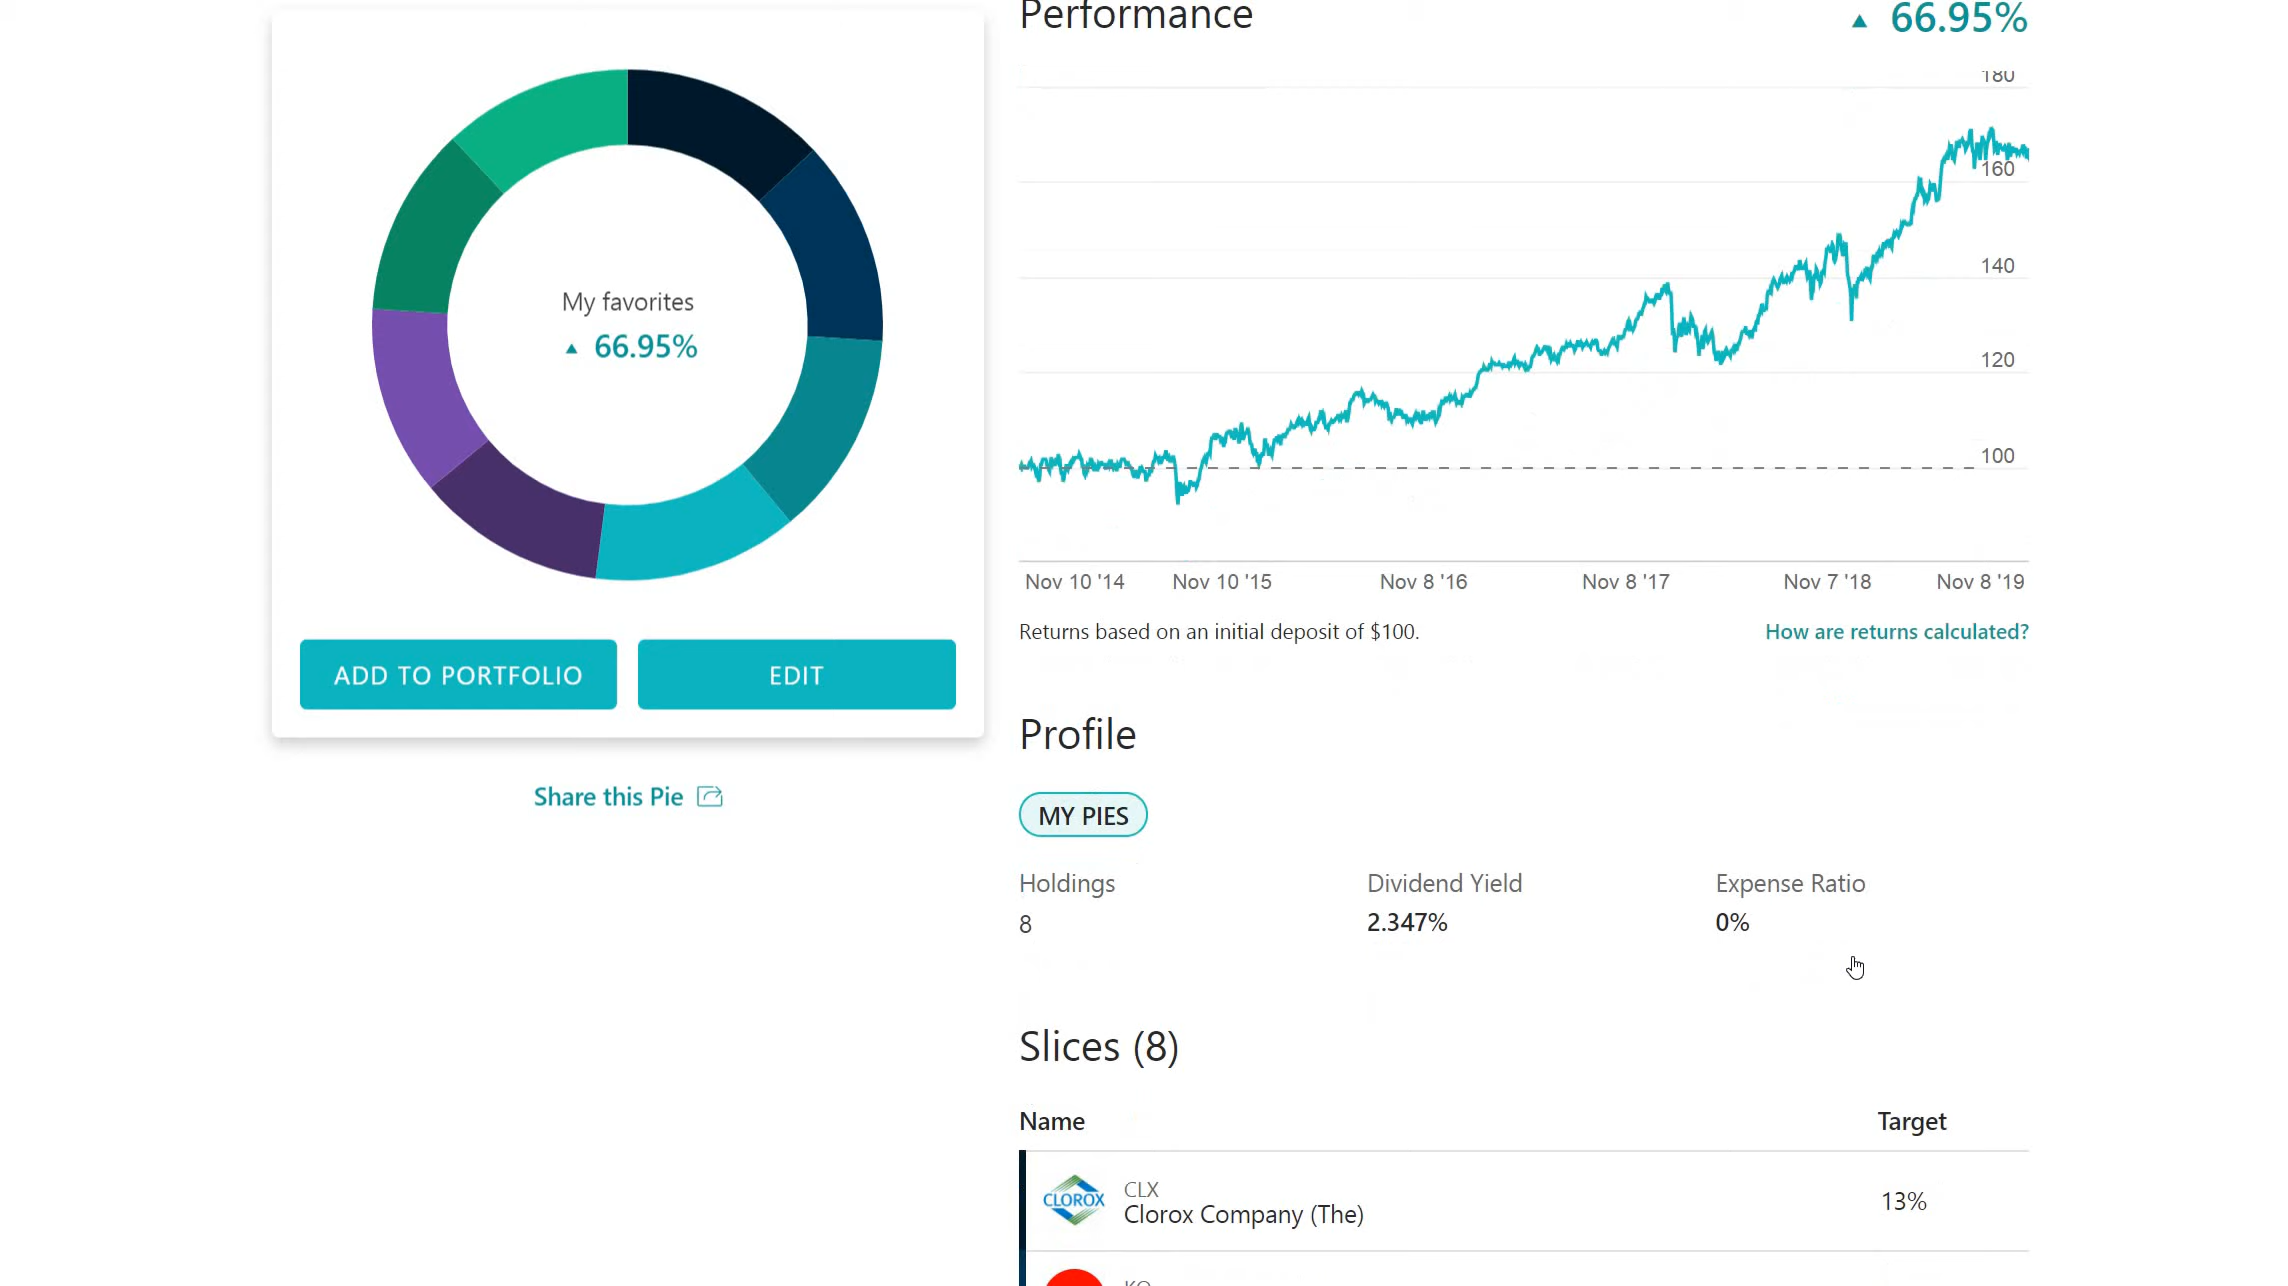 Performance
▲ 66.95%
My favorites
▲ 66.95%
ADD TO PORTFOLIO
EDIT
Share this Pie
180
160
140
120
100
Nov 10 '14 Nov 10 '15 Nov 8 '16 Nov 8 '17 Nov 7 '18 Nov 8 '19
Returns based on an initial deposit of $100.
How are returns calculated?
Profile
MY PIES
Holdings Dividend Yield Expense Ratio
8 2.347% 0%
Slices (8)
Name Target
CLOROX
CLX
Clorox Company (The)
13%